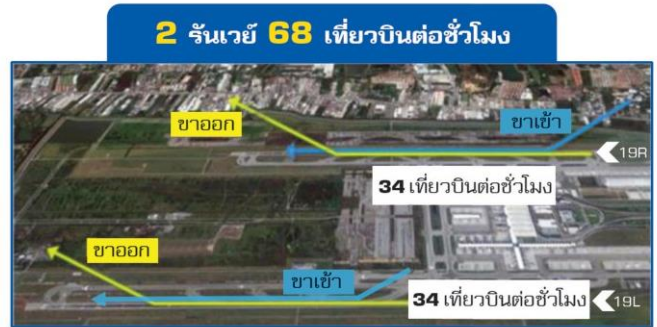 2 รันเวย์ 68 เที่ยวบินต่อชั่วโมง
ขาออก
ขาเข้า
19R
34 เที่ยวบินต่อชั่วโมง
ขาออก
ขาเข้า
34 เที่ยวบินต่อชั่วโมง
19L